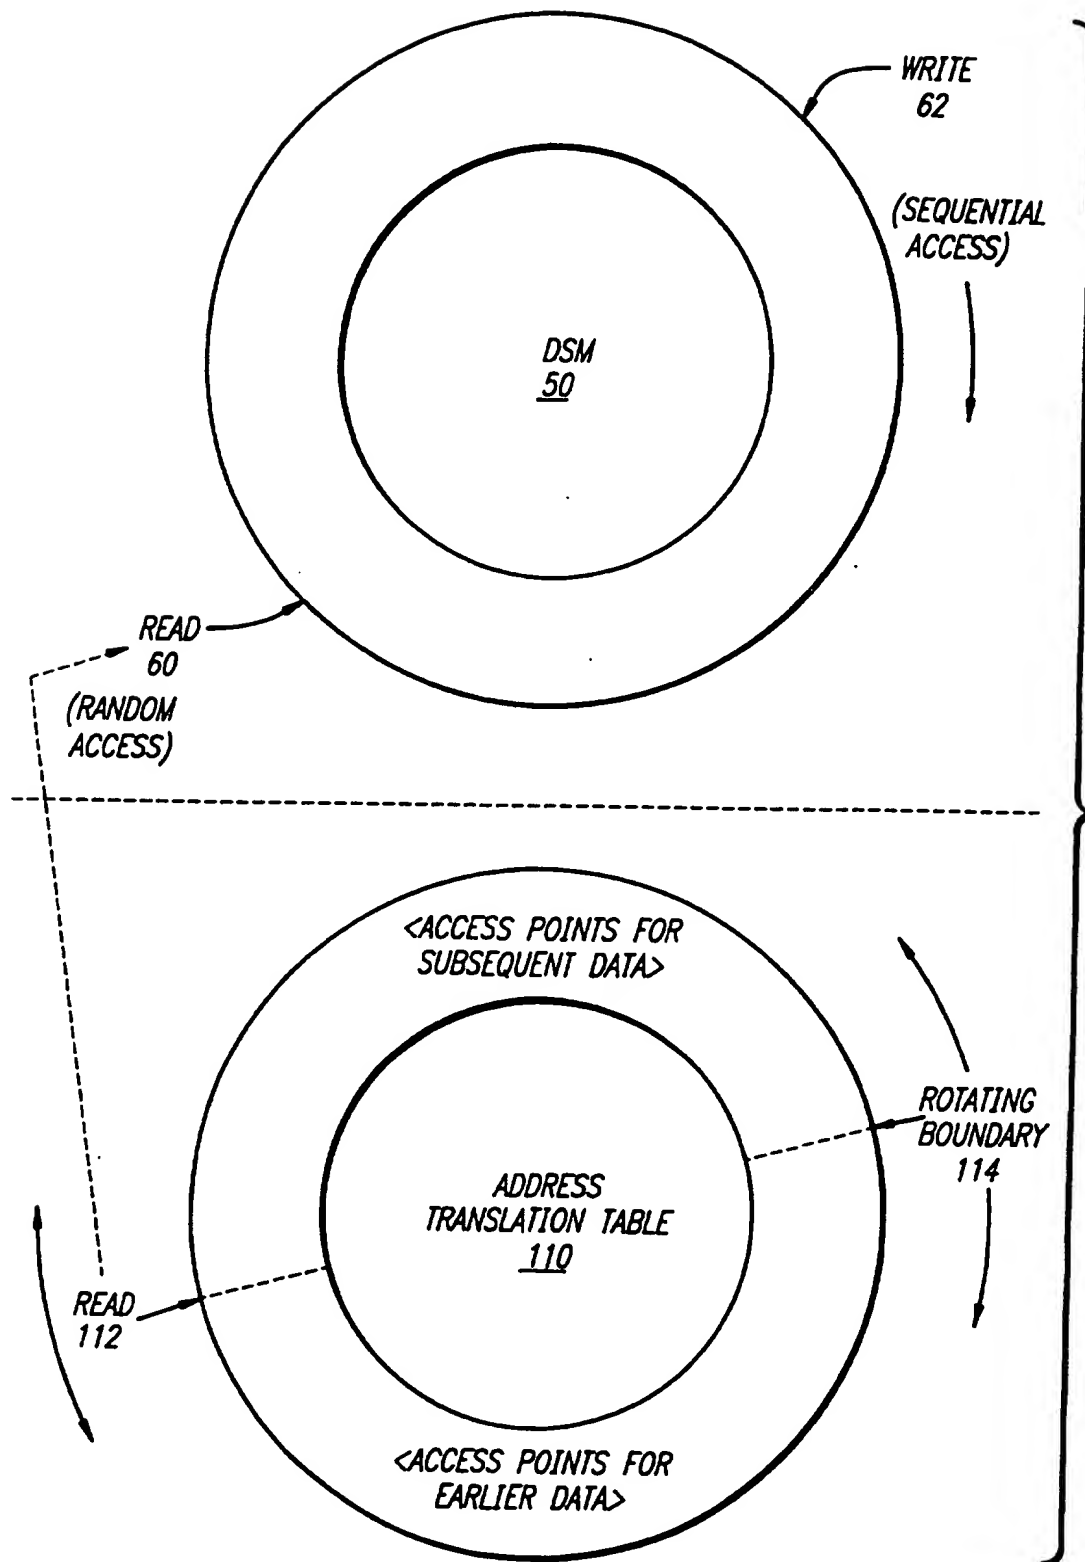 WRITE
62
(SEQUENTIAL
ACCESS)
DSM
50
READ
60
(RANDOM
ACCESS)
<ACCESS POINTS FOR
SUBSEQUENT DATA>
ROTATING
BOUNDARY
114
ADDRESS
TRANSLATION TABLE
110
READ
112
<ACCESS POINTS FOR
EARLIER DATA>